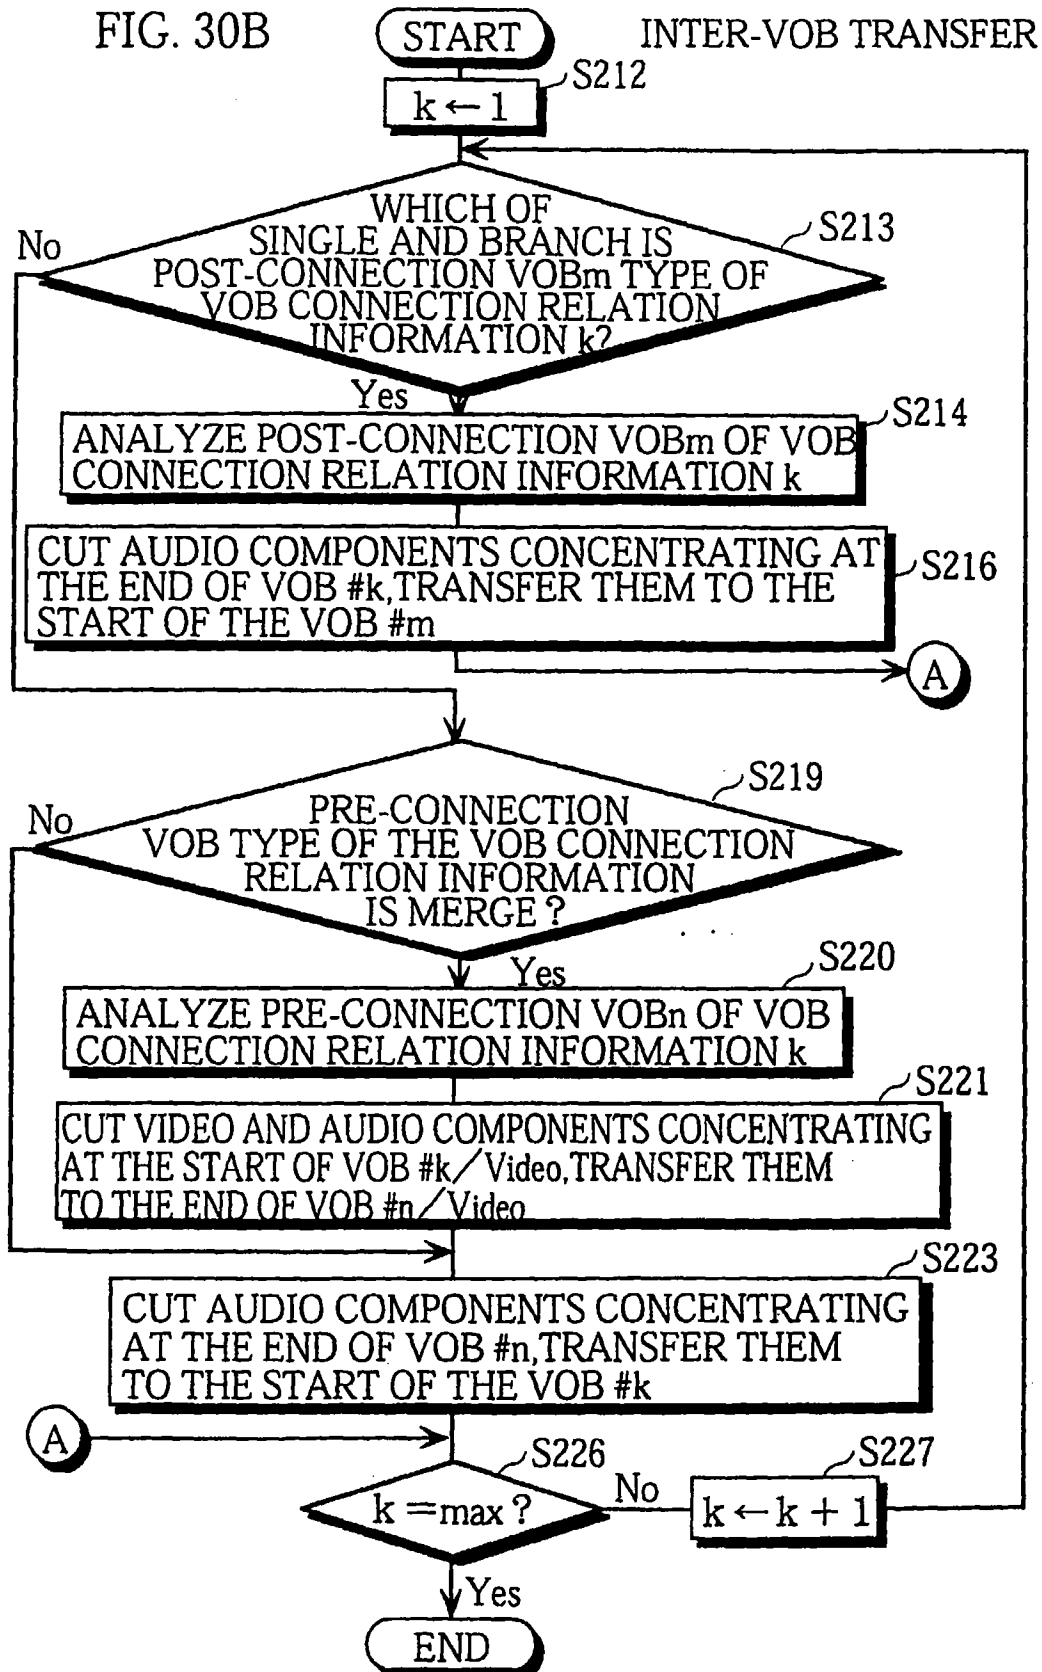 FIG. 30B
START
INTER-VOB TRANSFER
S212
k ← 1
WHICH OF
SINGLE AND BRANCH IS
POST-CONNECTION VOBm TYPE OF
VOB CONNECTION RELATION
INFORMATION k?
S213
No
Yes
S214
ANALYZE POST-CONNECTION VOBm OF VOB
CONNECTION RELATION INFORMATION k
CUT AUDIO COMPONENTS CONCENTRATING AT
THE END OF VOB #k,TRANSFER THEM TO THE
START OF THE VOB #m
S216
A
S219
No
PRE-CONNECTION
VOB TYPE OF THE VOB CONNECTION
RELATION INFORMATION
IS MERGE ?
Yes
S220
ANALYZE PRE-CONNECTION VOBn OF VOB
CONNECTION RELATION INFORMATION k
S221
CUT VIDEO AND AUDIO COMPONENTS CONCENTRATING
AT THE START OF VOB #k/Video,TRANSFER THEM
TO THE END OF VOB #n/Video
S223
CUT AUDIO COMPONENTS CONCENTRATING
AT THE END OF VOB #n,TRANSFER THEM
TO THE START OF THE VOB #k
A
S226
k = max ?
No
S227
k ← k + 1
Yes
END